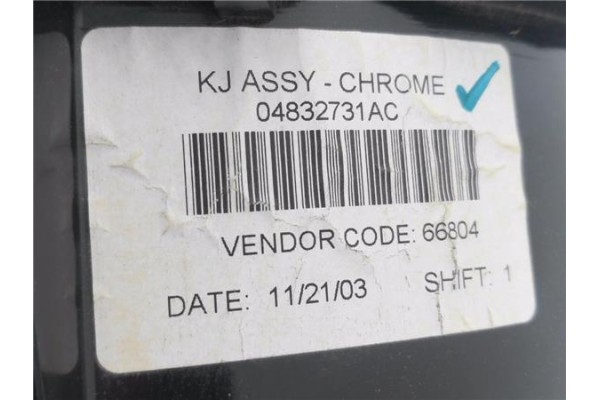 KJ ASSY - CHROME
04832731AC
VENDOR CODE: 66804
DATE: 11/21/03 SHIFT: 1